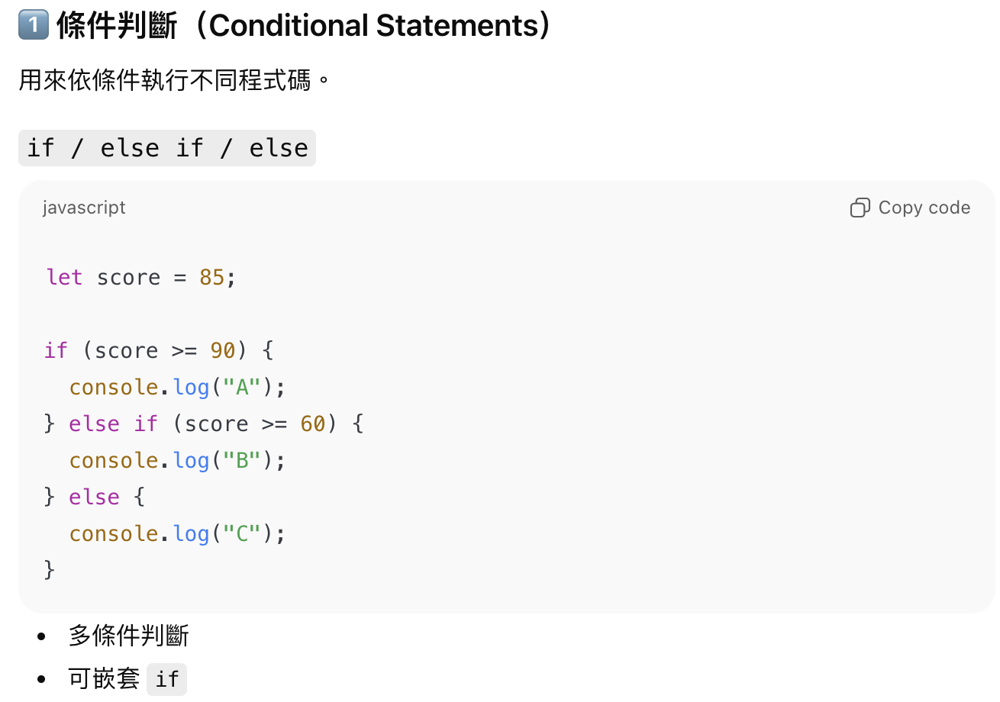 1️⃣ 條件判斷（Conditional Statements）
用來依條件執行不同程式碼。
if / else if / else
javascript
Copy code
let score = 85;
if (score >= 90) {
  console.log("A");
} else if (score >= 60) {
  console.log("B");
} else {
  console.log("C");
}
• 多條件判斷
• 可嵌套 if